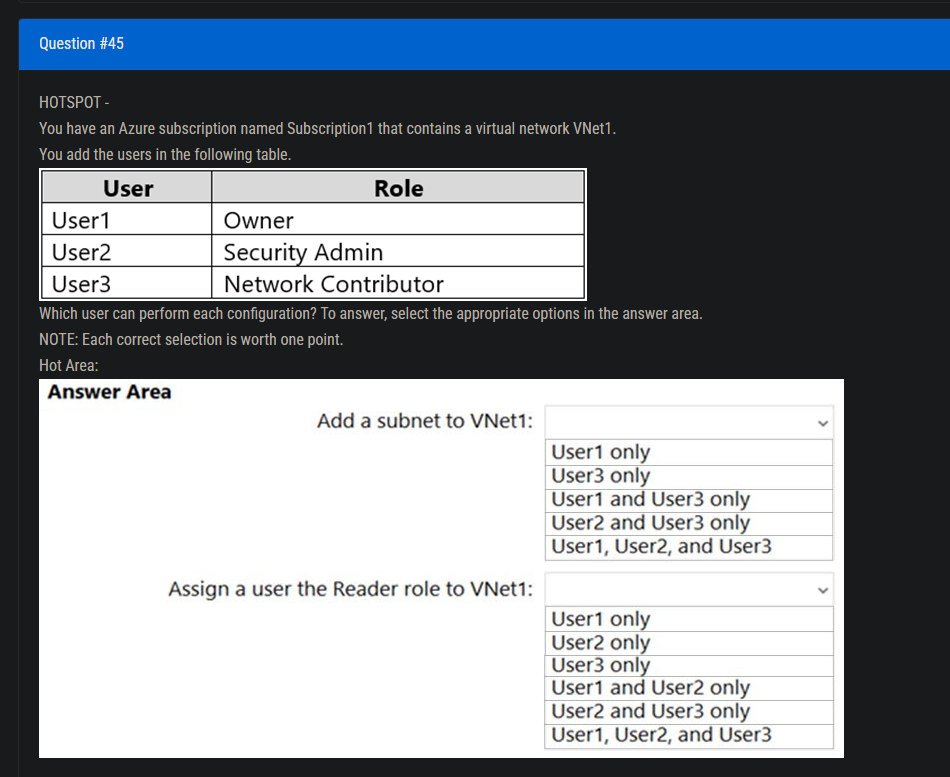 Question #45
HOTSPOT -
You have an Azure subscription named Subscription1 that contains a virtual network VNet1.
You add the users in the following table.
User Role
User1 Owner
User2 Security Admin
User3 Network Contributor
Which user can perform each configuration? To answer, select the appropriate options in the answer area.
NOTE: Each correct selection is worth one point.
Hot Area:
Answer Area
Add a subnet to VNet1:
User1 only
User3 only
User1 and User3 only
User2 and User3 only
User1, User2, and User3
Assign a user the Reader role to VNet1:
User1 only
User2 only
User3 only
User1 and User2 only
User2 and User3 only
User1, User2, and User3